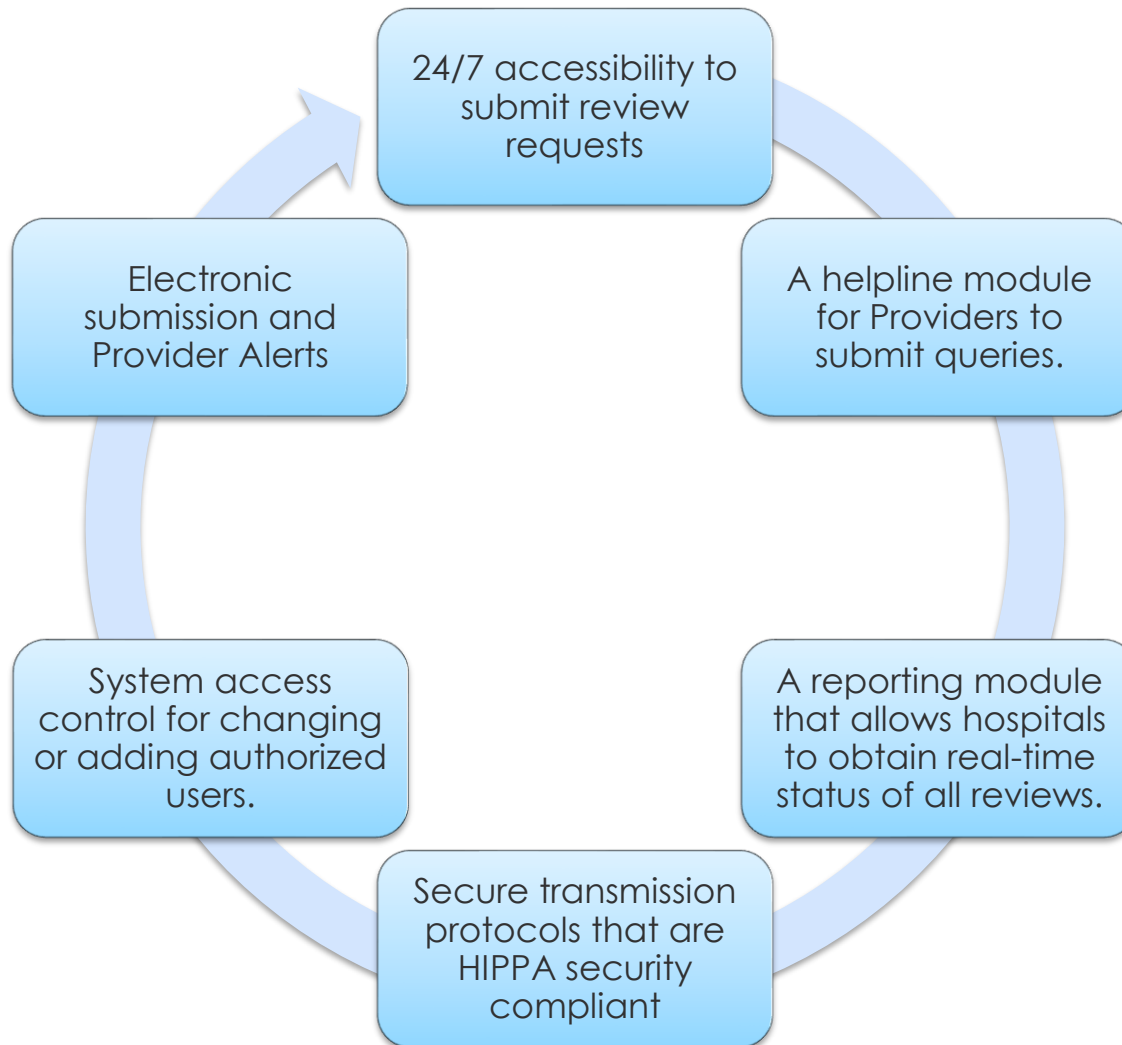 24/7 accessibility to
submit review
requests
A helpline module
for Providers to
submit queries.
A reporting module
that allows hospitals
to obtain real-time
status of all reviews.
Secure transmission
protocols that are
HIPPA security
compliant
System access
control for changing
or adding authorized
users.
Electronic
submission and
Provider Alerts